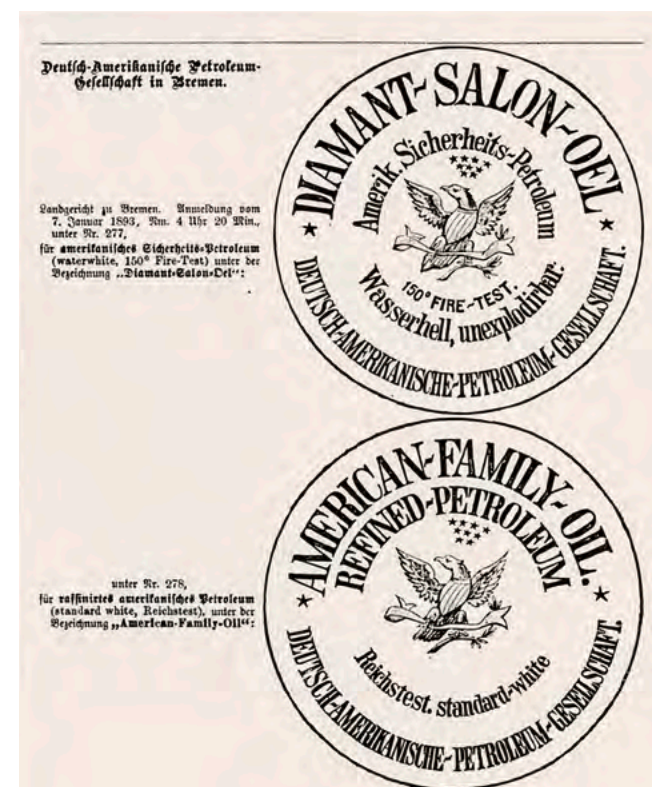 Deutsch-Amerikanische Petroleum-
Gesellschaft in Bremen.
Landgericht zu Bremen. Anmeldung vom
7. Januar 1893, Nm. 4 Uhr 20 Min.,
unter Nr. 277,
für amerikanisches Sicherheits-Petroleum
(waterwhite, 150° Fire-Test) unter der
Bezeichnung „Diamant-Salon-Oel“:
DIAMANT-SALON-OEL
Amerik. Sicherheits-Petroleum
150° FIRE-TEST.
Wasserhell, unexplodirbar.
DEUTSCH-AMERIKANISCHE-PETROLEUM-GESELLSCHAFT.
unter Nr. 278,
für raffinirtes amerikanisches Petroleum
(standard white, Reichstest), unter der
Bezeichnung „American-Family-Oil“:
AMERICAN-FAMILY-OIL.
REFINED-PETROLEUM
Reichstest. standard-white
DEUTSCH-AMERIKANISCHE-PETROLEUM-GESELLSCHAFT.